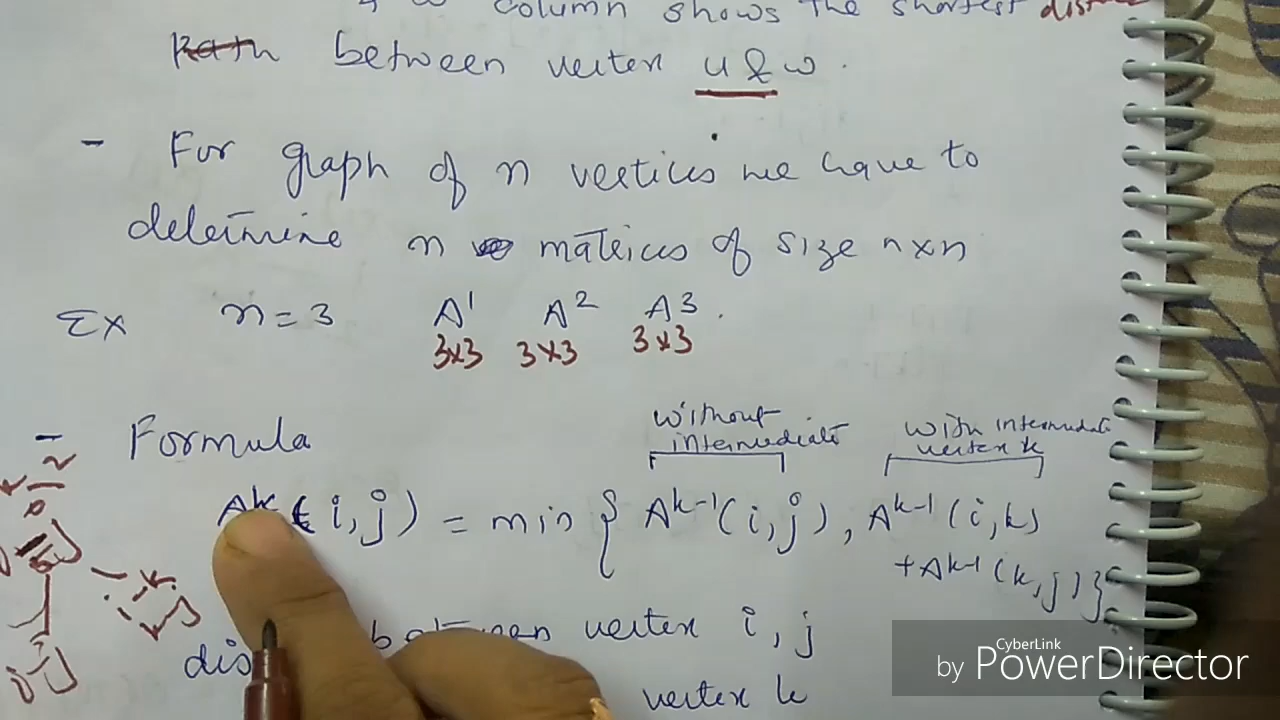 column shows the shortest
Path between vertex u & w.
- For graph of n vertices we have to
determine n matrices of size n×n
Ex n = 3 A¹ A² A³.
3×3 3×3 3×3
- Formula
without intermediate
with intermediate vertex k
Aᵏ(i,j) = min { Aᵏ⁻¹(i,j), Aᵏ⁻¹(i,k)
+ Aᵏ⁻¹(k,j)}
between vertex i, j
vertex k
CyberLink
by PowerDirector